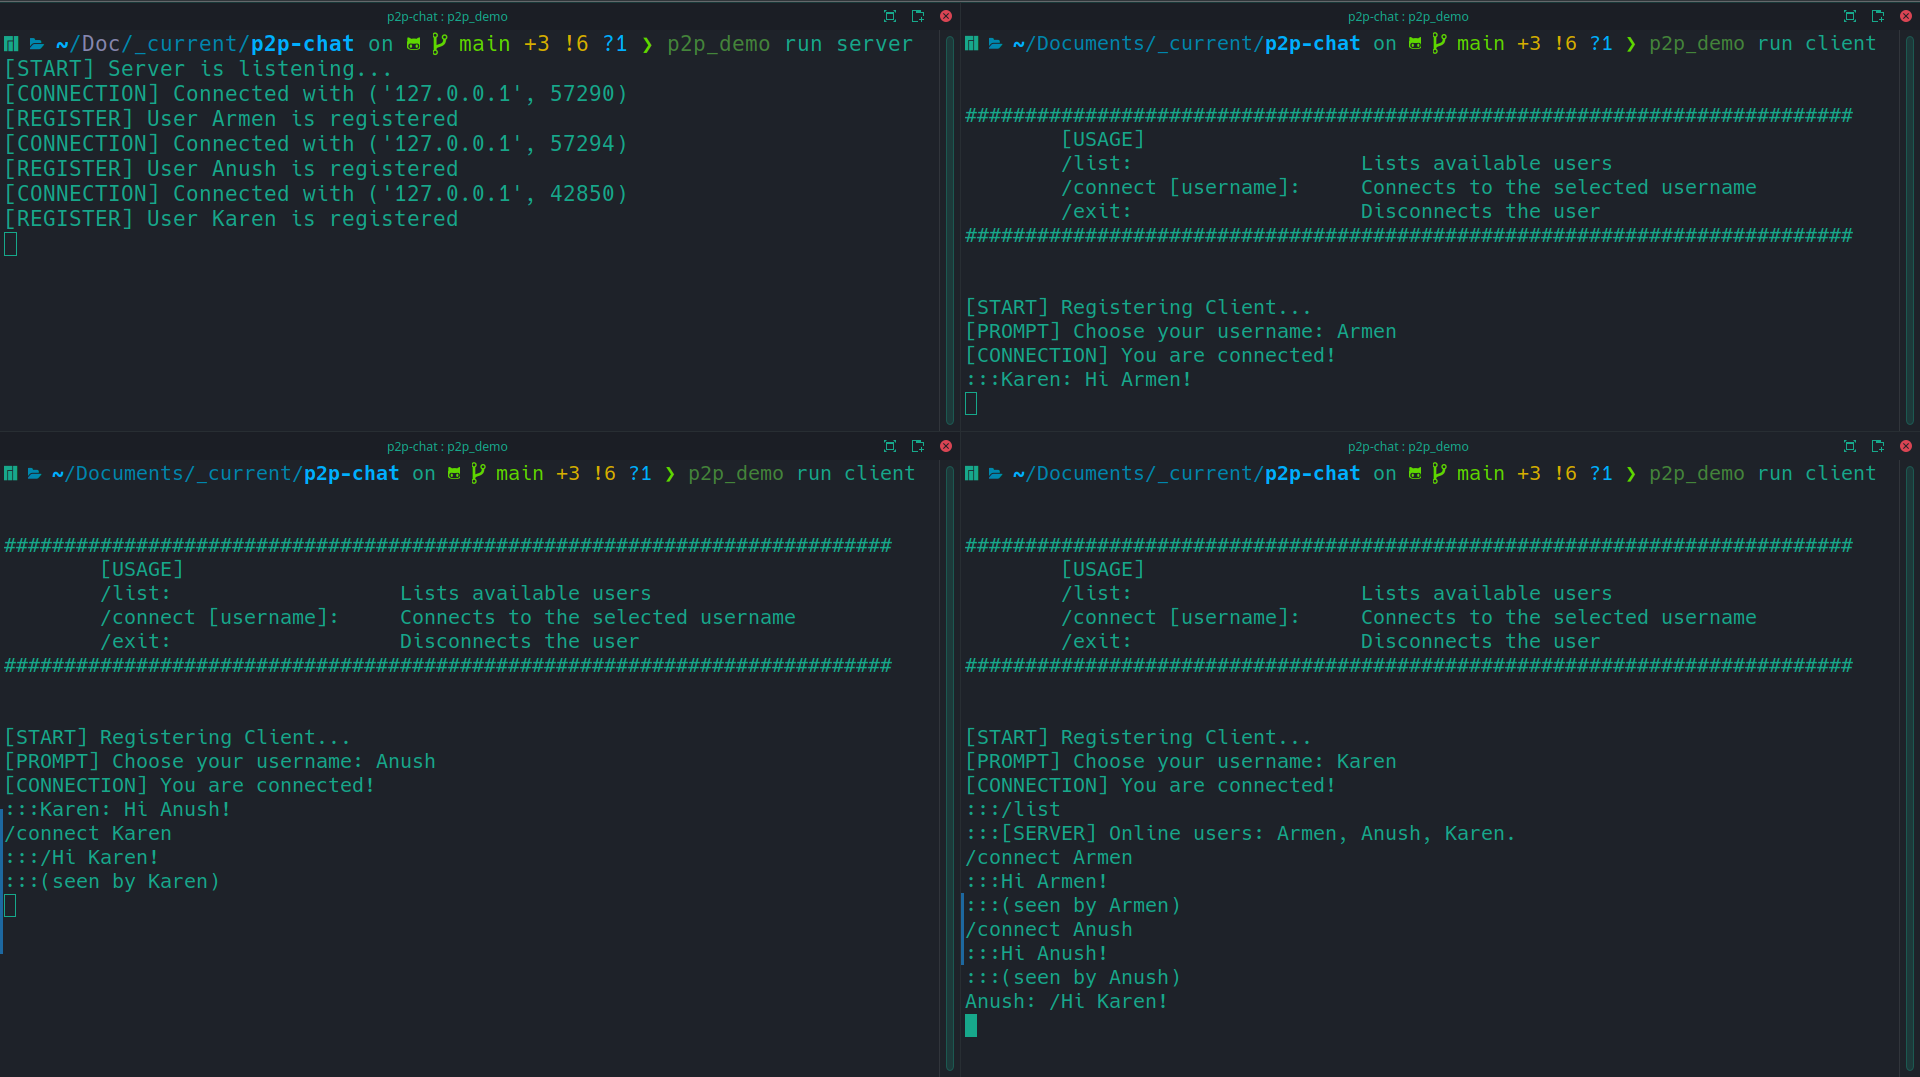 p2p-chat : p2p_demo
~/Doc/_current/p2p-chat on main +3 !6 ?1 ❯ p2p_demo run server
[START] Server is listening...
[CONNECTION] Connected with ('127.0.0.1', 57290)
[REGISTER] User Armen is registered
[CONNECTION] Connected with ('127.0.0.1', 57294)
[REGISTER] User Anush is registered
[CONNECTION] Connected with ('127.0.0.1', 42850)
[REGISTER] User Karen is registered
p2p-chat : p2p_demo
~/Documents/_current/p2p-chat on main +3 !6 ?1 ❯ p2p_demo run client
##########################################################################
[USAGE]
/list: Lists available users
/connect [username]: Connects to the selected username
/exit: Disconnects the user
##########################################################################
[START] Registering Client...
[PROMPT] Choose your username: Armen
[CONNECTION] You are connected!
:::Karen: Hi Armen!
p2p-chat : p2p_demo
~/Documents/_current/p2p-chat on main +3 !6 ?1 ❯ p2p_demo run client
##########################################################################
[USAGE]
/list: Lists available users
/connect [username]: Connects to the selected username
/exit: Disconnects the user
##########################################################################
[START] Registering Client...
[PROMPT] Choose your username: Anush
[CONNECTION] You are connected!
:::Karen: Hi Anush!
/connect Karen
:::/Hi Karen!
:::(seen by Karen)
p2p-chat : p2p_demo
~/Documents/_current/p2p-chat on main +3 !6 ?1 ❯ p2p_demo run client
##########################################################################
[USAGE]
/list: Lists available users
/connect [username]: Connects to the selected username
/exit: Disconnects the user
##########################################################################
[START] Registering Client...
[PROMPT] Choose your username: Karen
[CONNECTION] You are connected!
:::/list
:::[SERVER] Online users: Armen, Anush, Karen.
/connect Armen
:::Hi Armen!
:::(seen by Armen)
/connect Anush
:::Hi Anush!
:::(seen by Anush)
Anush: /Hi Karen!